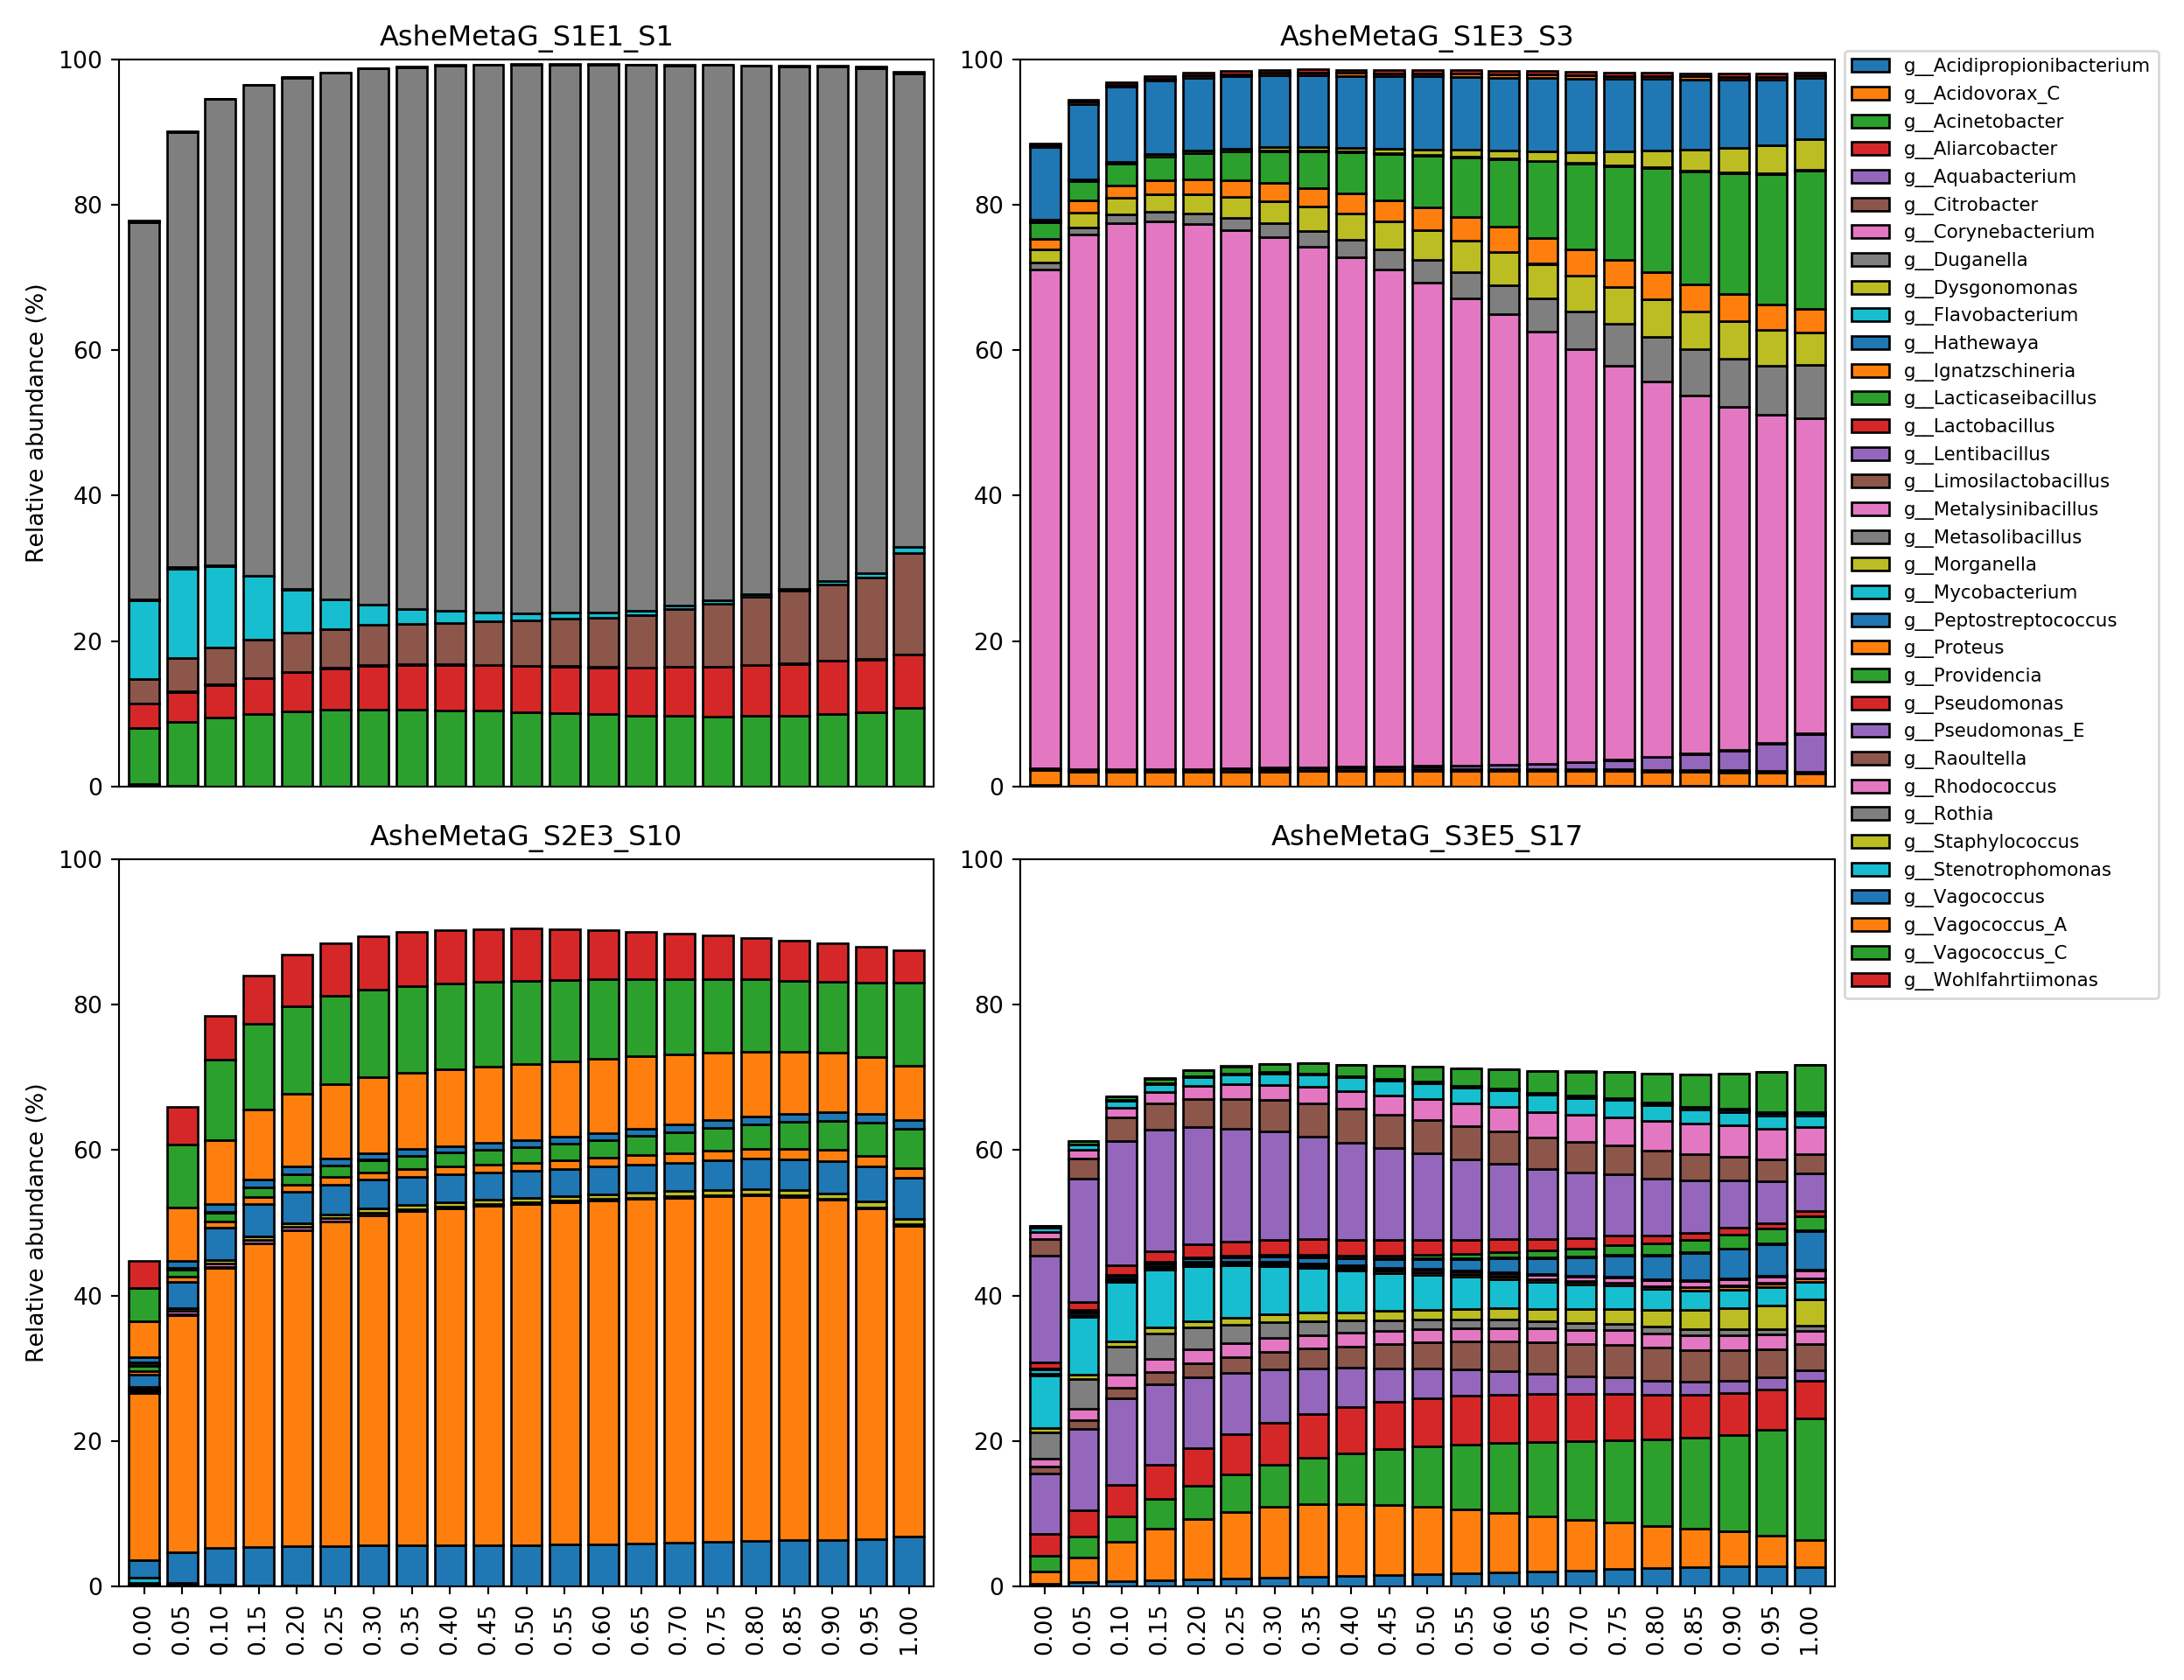 AsheMetaG_S1E1_S1
AsheMetaG_S1E3_S3
100
80
60
40
20
0
Relative abundance (%)
100
80
60
40
20
0
g__Acidipropionibacterium
g__Acidovorax_C
g__Acinetobacter
g__Aliarcobacter
g__Aquabacterium
g__Citrobacter
g__Corynebacterium
g__Duganella
g__Dysgonomonas
g__Flavobacterium
g__Hathewaya
g__Ignatzschineria
g__Lacticaseibacillus
g__Lactobacillus
g__Lentibacillus
g__Limosilactobacillus
g__Metalysinibacillus
g__Metasolibacillus
g__Morganella
g__Mycobacterium
g__Peptostreptococcus
g__Proteus
g__Providencia
g__Pseudomonas
g__Pseudomonas_E
g__Raoultella
g__Rhodococcus
g__Rothia
g__Staphylococcus
g__Stenotrophomonas
g__Vagococcus
g__Vagococcus_A
g__Vagococcus_C
g__Wohlfahrtiimonas
AsheMetaG_S2E3_S10
AsheMetaG_S3E5_S17
100
80
60
40
20
0
Relative abundance (%)
0.00
0.05
0.10
0.15
0.20
0.25
0.30
0.35
0.40
0.45
0.50
0.55
0.60
0.65
0.70
0.75
0.80
0.85
0.90
0.95
1.00
100
80
60
40
20
0
0.00
0.05
0.10
0.15
0.20
0.25
0.30
0.35
0.40
0.45
0.50
0.55
0.60
0.65
0.70
0.75
0.80
0.85
0.90
0.95
1.00